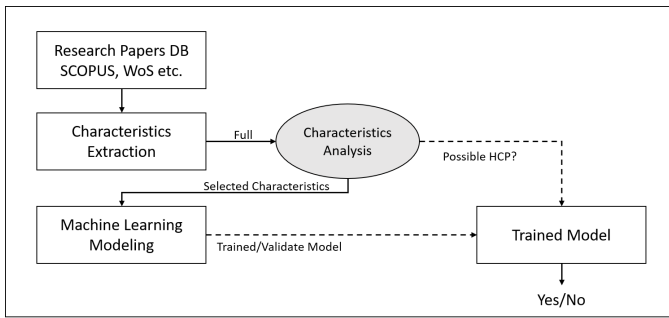 Research Papers DB
SCOPUS, WoS etc.
Characteristics
Extraction
Full
Characteristics
Analysis
Possible HCP?
Selected Characteristics
Machine Learning
Modeling
Trained/Validate Model
Trained Model
Yes/No